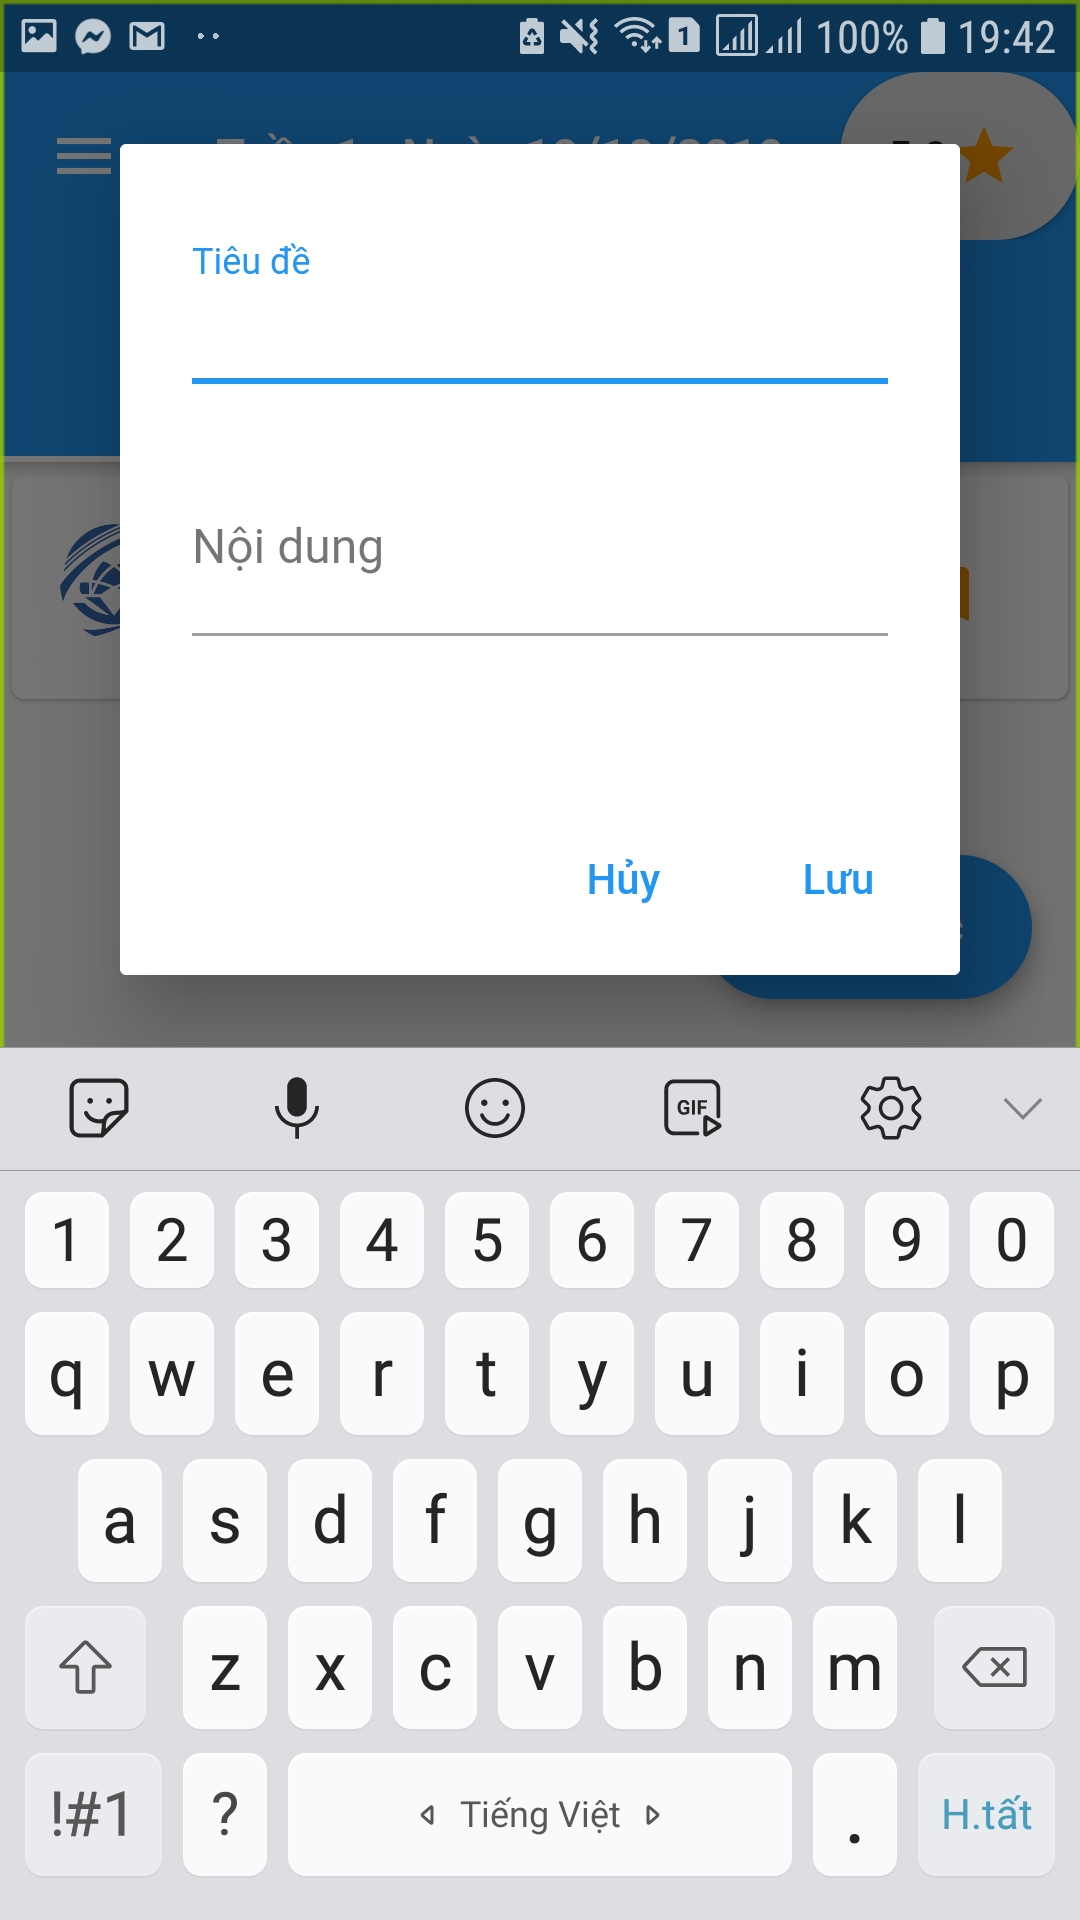 1 100% 19:42
Tiêu đề
Nội dung
Hủy Lưu
GIF
1 2 3 4 5 6 7 8 9 0
q w e r t y u i o p
a s d f g h j k l
z x c v b n m
!#1 ? Tiếng Việt . H.tất